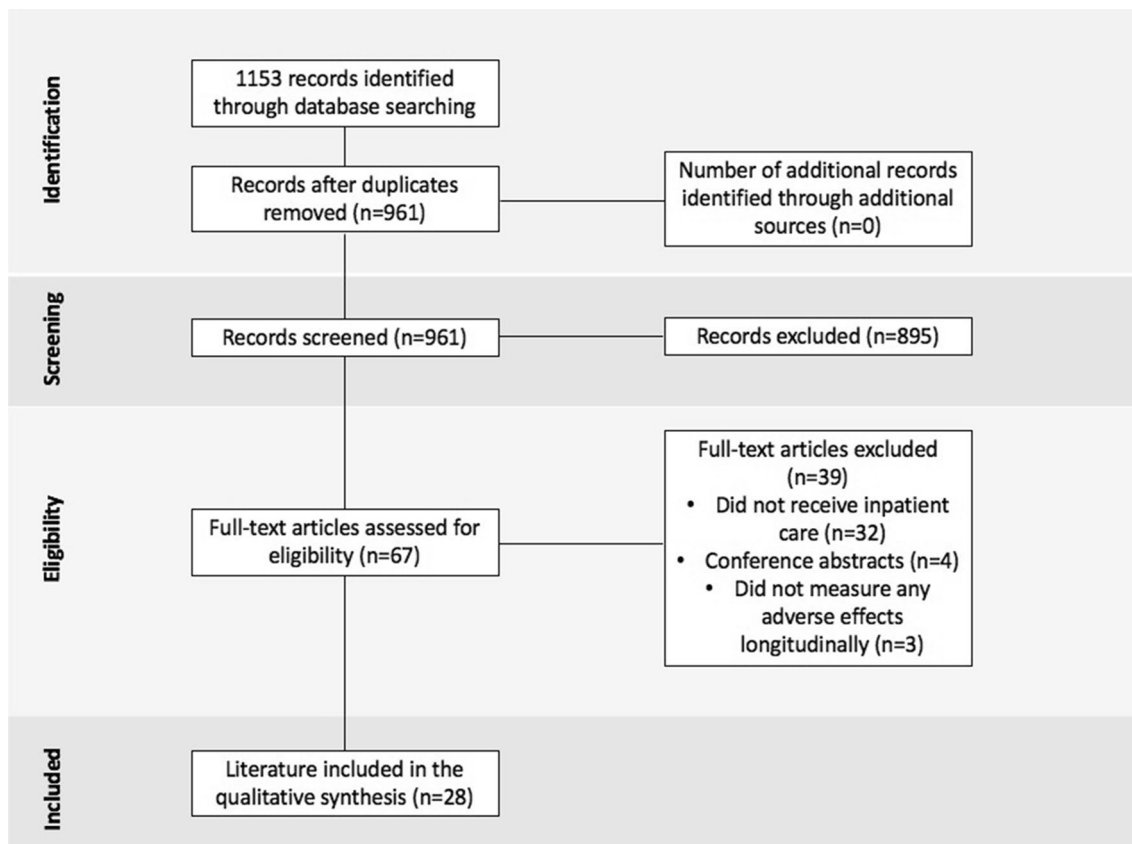 Identification
1153 records identified
through database searching
Records after duplicates
removed (n=961)
Number of additional records
identified through additional
sources (n=0)
Screening
Records screened (n=961)
Records excluded (n=895)
Eligibility
Full-text articles assessed for
eligibility (n=67)
Full-text articles excluded
(n=39)
• Did not receive inpatient
care (n=32)
• Conference abstracts (n=4)
• Did not measure any
adverse effects
longitudinally (n=3)
Included
Literature included in the
qualitative synthesis (n=28)